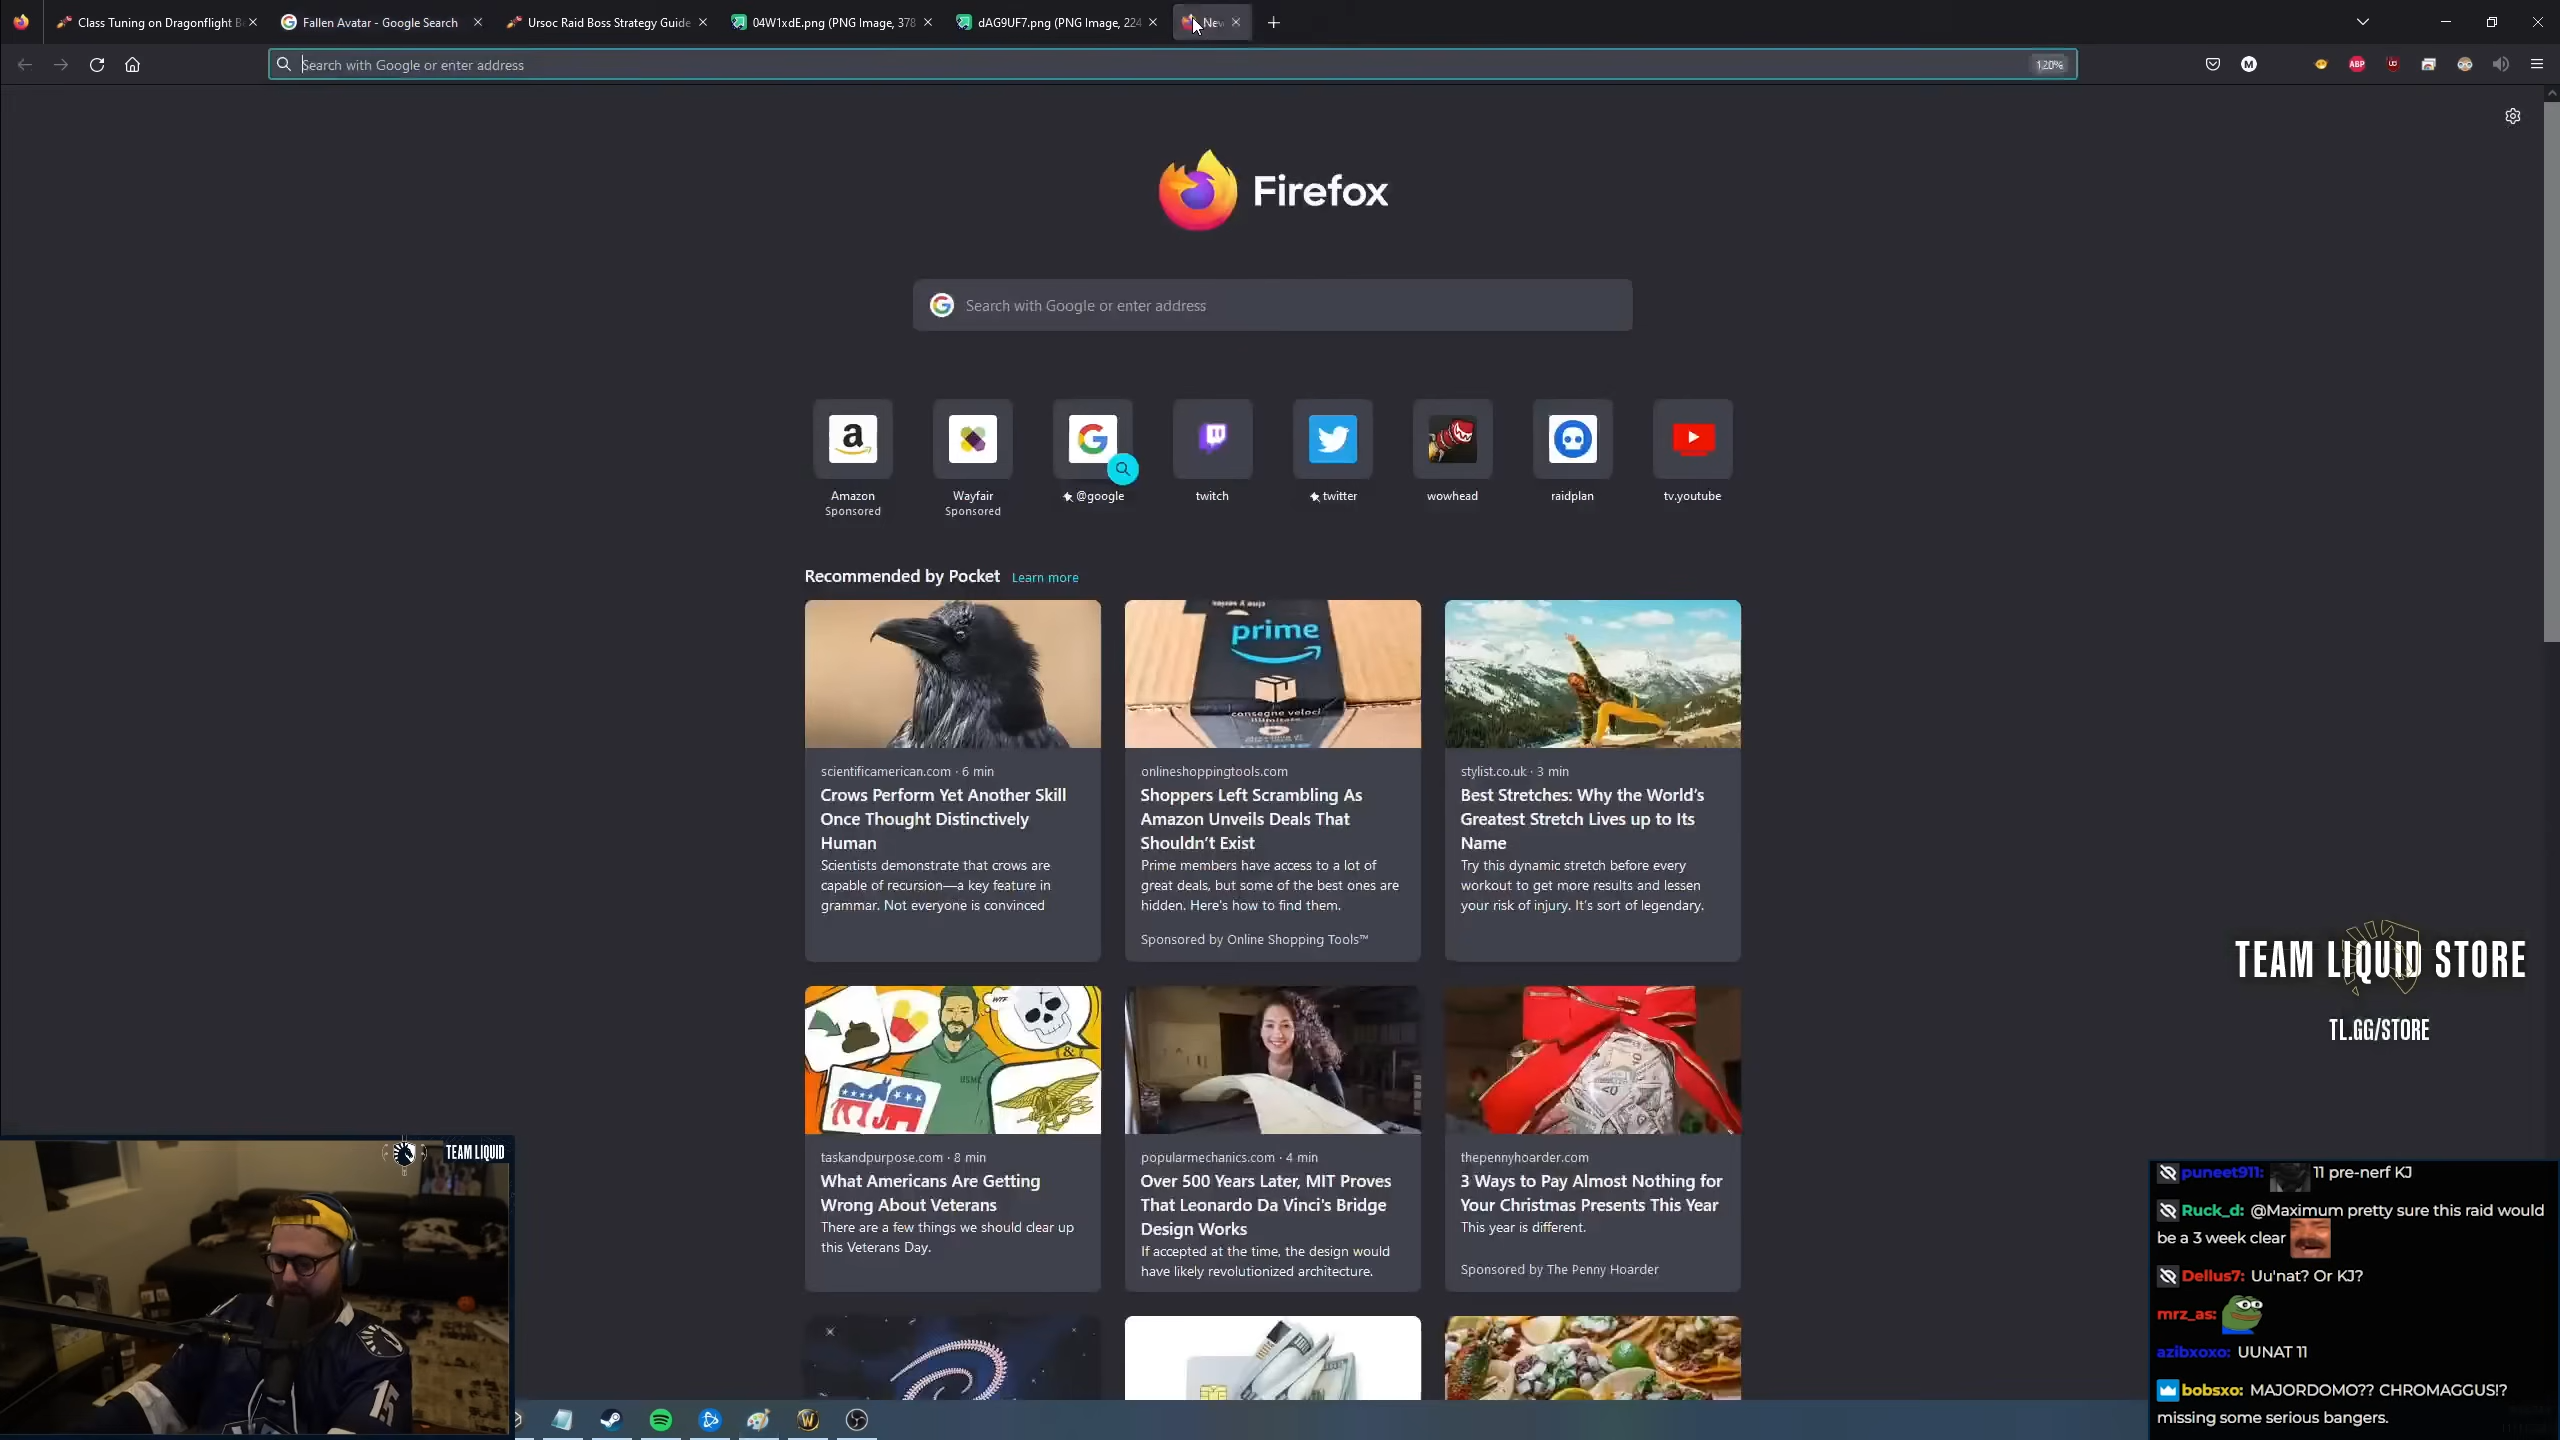 Class Tuning on Dragonflight B
Fallen Avatar - Google Search
Ursoc Raid Boss Strategy Guide
04W1xdE.png (PNG Image, 378
dAG9UF7.png (PNG Image, 224
Search with Google or enter address
120%
M
ABP
Firefox
Search with Google or enter address
Amazon
Sponsored
Wayfair
Sponsored
@google
twitch
twitter
wowhead
raidplan
tv.youtube
Recommended by Pocket Learn more
prime
consegne veloci
scientificamerican.com · 6 min
Crows Perform Yet Another Skill
Once Thought Distinctively
Human
Scientists demonstrate that crows are
capable of recursion—a key feature in
grammar. Not everyone is convinced
onlineshoppingtools.com
Shoppers Left Scrambling As
Amazon Unveils Deals That
Shouldn't Exist
Prime members have access to a lot of
great deals, but some of the best ones are
hidden. Here's how to find them.
Sponsored by Online Shopping Tools™
stylist.co.uk · 3 min
Best Stretches: Why the World's
Greatest Stretch Lives up to Its
Name
Try this dynamic stretch before every
workout to get more results and lessen
your risk of injury. It's sort of legendary.
WTF
&
USMC
taskandpurpose.com · 8 min
What Americans Are Getting
Wrong About Veterans
There are a few things we should clear up
this Veterans Day.
popularmechanics.com · 4 min
Over 500 Years Later, MIT Proves
That Leonardo Da Vinci's Bridge
Design Works
If accepted at the time, the design would
have likely revolutionized architecture.
thepennyhoarder.com
3 Ways to Pay Almost Nothing for
Your Christmas Presents This Year
This year is different.
Sponsored by The Penny Hoarder
TEAM LIQUID STORE
TL.GG/STORE
TEAM LIQUID
15
puneet911: 11 pre-nerf KJ
Ruck_d: @Maximum pretty sure this raid would
be a 3 week clear
Dellus7: Uu'nat? Or KJ?
mrz_as:
azibxoxo: UUNAT 11
bobsxo: MAJORDOMO?? CHROMAGGUS!?
missing some serious bangers.